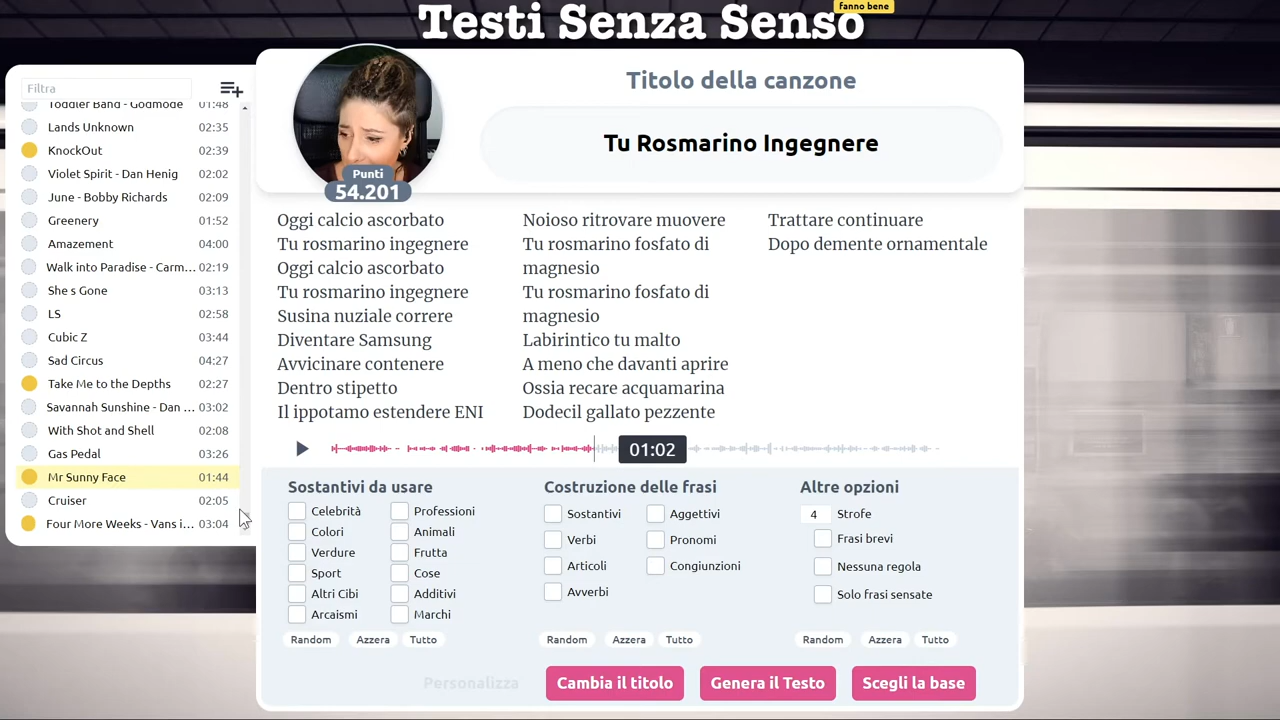 fanno bene
Testi Senza Senso
Filtra
Toddler Band - Godmode 01:48
Lands Unknown 02:35
KnockOut 02:39
Violet Spirit - Dan Henig 02:02
June - Bobby Richards 02:09
Greenery 01:52
Amazement 04:00
Walk into Paradise - Carm... 02:19
She s Gone 03:13
LS 02:58
Cubic Z 03:44
Sad Circus 04:27
Take Me to the Depths 02:27
Savannah Sunshine - Dan ... 03:02
With Shot and Shell 02:08
Gas Pedal 03:26
Mr Sunny Face 01:44
Cruiser 02:05
Four More Weeks - Vans i... 03:04
Punti
54.201
Titolo della canzone
Tu Rosmarino Ingegnere
Oggi calcio ascorbato
Tu rosmarino ingegnere
Oggi calcio ascorbato
Tu rosmarino ingegnere
Susina nuziale correre
Diventare Samsung
Avvicinare contenere
Dentro stipetto
Il ippotamo estendere ENI
Noioso ritrovare muovere
Tu rosmarino fosfato di
magnesio
Tu rosmarino fosfato di
magnesio
Labirintico tu malto
A meno che davanti aprire
Ossia recare acquamarina
Dodecil gallato pezzente
Trattare continuare
Dopo demente ornamentale
01:02
Sostantivi da usare
Celebrità Professioni
Colori Animali
Verdure Frutta
Sport Cose
Altri Cibi Additivi
Arcaismi Marchi
Random Azzera Tutto
Costruzione delle frasi
Sostantivi Aggettivi
Verbi Pronomi
Articoli Congiunzioni
Avverbi
Random Azzera Tutto
Altre opzioni
4 Strofe
Frasi brevi
Nessuna regola
Solo frasi sensate
Random Azzera Tutto
Personalizza Cambia il titolo Genera il Testo Scegli la base